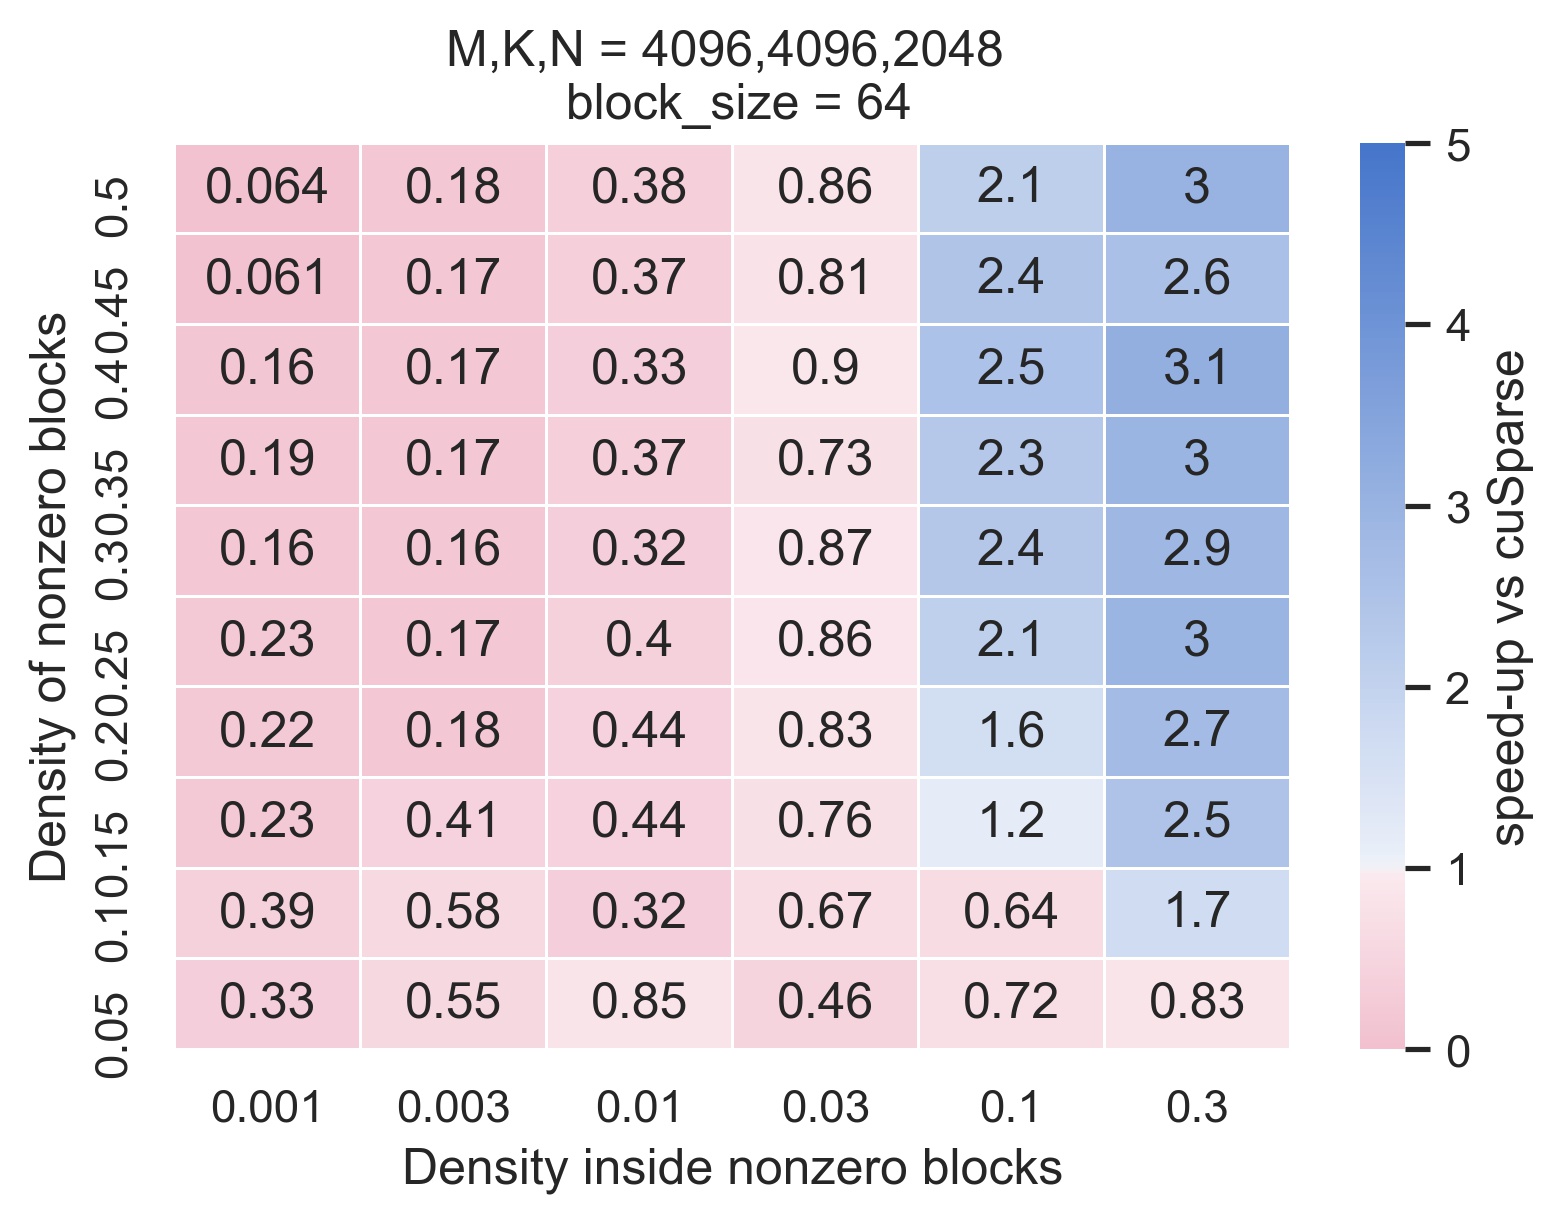 M,K,N = 4096,4096,2048
block_size = 64
Density of nonzero blocks
0.5 0.064 0.18 0.38 0.86 2.1 3
0.45 0.061 0.17 0.37 0.81 2.4 2.6
0.4 0.16 0.17 0.33 0.9 2.5 3.1
0.35 0.19 0.17 0.37 0.73 2.3 3
0.30 0.16 0.16 0.32 0.87 2.4 2.9
0.25 0.23 0.17 0.4 0.86 2.1 3
0.20 0.22 0.18 0.44 0.83 1.6 2.7
0.15 0.23 0.41 0.44 0.76 1.2 2.5
0.10 0.39 0.58 0.32 0.67 0.64 1.7
0.05 0.33 0.55 0.85 0.46 0.72 0.83
0.001 0.003 0.01 0.03 0.1 0.3
Density inside nonzero blocks
5
4
3
2
1
0
speed-up vs cuSparse